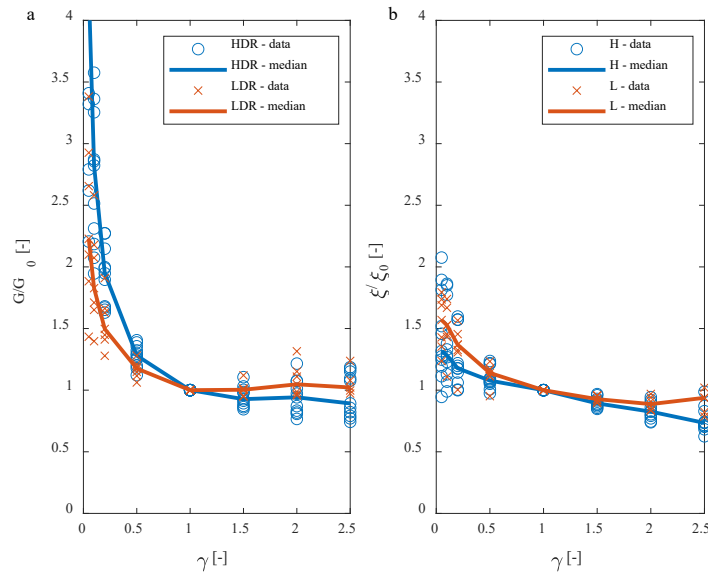 a
HDR - data
HDR - median
LDR - data
LDR - median
G/G 0 [-]
4
3.5
3
2.5
2
1.5
1
0.5
0
0 0.5 1 1.5 2 2.5
γ [-]
b
H - data
H - median
L - data
L - median
ξ/ ξ0 [-]
4
3.5
3
2.5
2
1.5
1
0.5
0
0 0.5 1 1.5 2 2.5
γ [-]